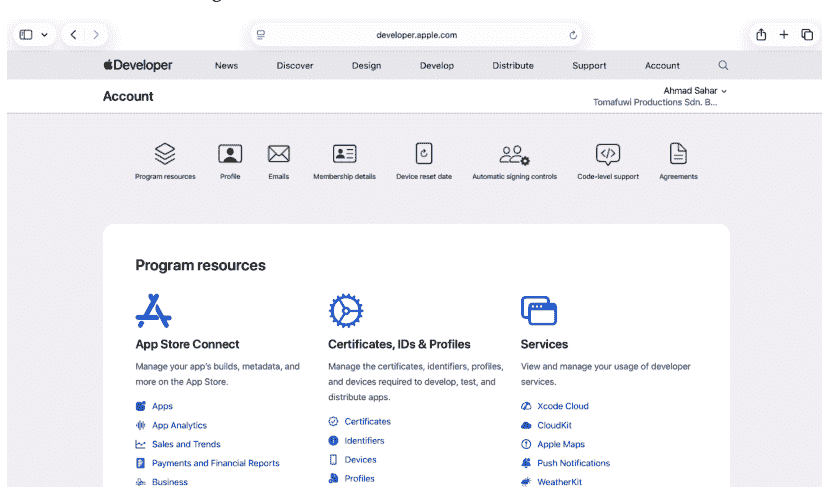 developer.apple.com
Developer
News
Discover
Design
Develop
Distribute
Support
Account
Account
Ahmad Sahar
Tomafuwi Productions Sdn. B...
Program resources
Profile
Emails
Membership details
Device reset date
Automatic signing controls
Code-level support
Agreements
Program resources
App Store Connect
Manage your app's builds, metadata, and
more on the App Store.
Apps
App Analytics
Sales and Trends
Payments and Financial Reports
Business
Certificates, IDs & Profiles
Manage the certificates, identifiers, profiles,
and devices required to develop, test, and
distribute apps.
Certificates
Identifiers
Devices
Profiles
Services
View and manage your usage of developer
services.
Xcode Cloud
CloudKit
Apple Maps
Push Notifications
WeatherKit